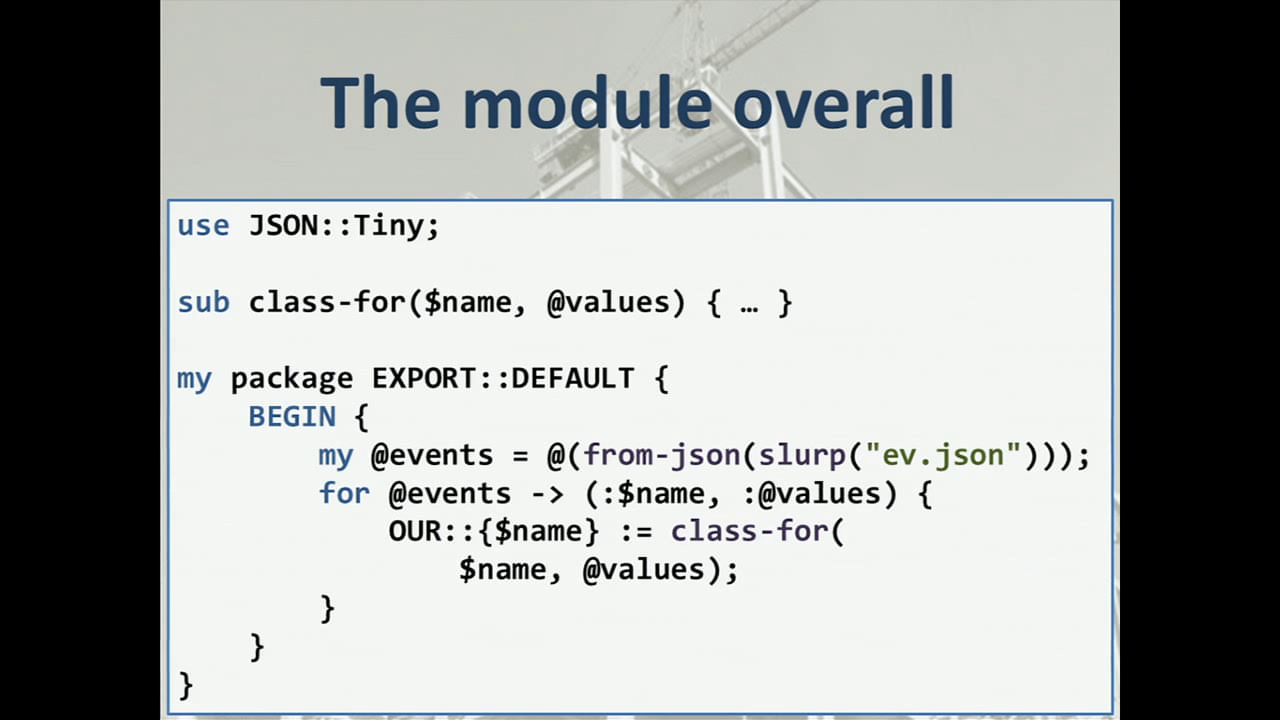 The module overall
use JSON::Tiny;
sub class-for($name, @values) { … }
my package EXPORT::DEFAULT {
    BEGIN {
        my @events = @(from-json(slurp("ev.json")));
        for @events -> (:$name, :@values) {
            OUR::{$name} := class-for(
                $name, @values);
        }
    }
}